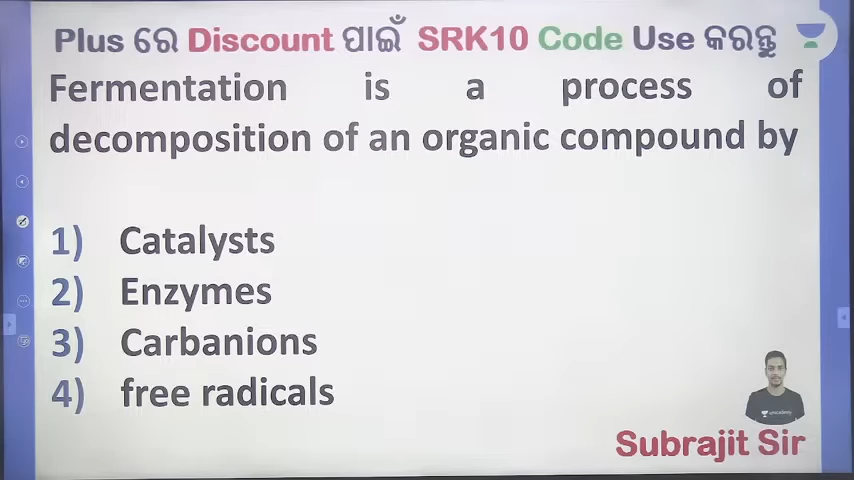 Plus ରେ Discount ପାଇଁ SRK10 Code Use କରନ୍ତୁ
Fermentation is a process of
decomposition of an organic compound by
1) Catalysts
2) Enzymes
3) Carbanions
4) free radicals
unacademy
Subrajit Sir